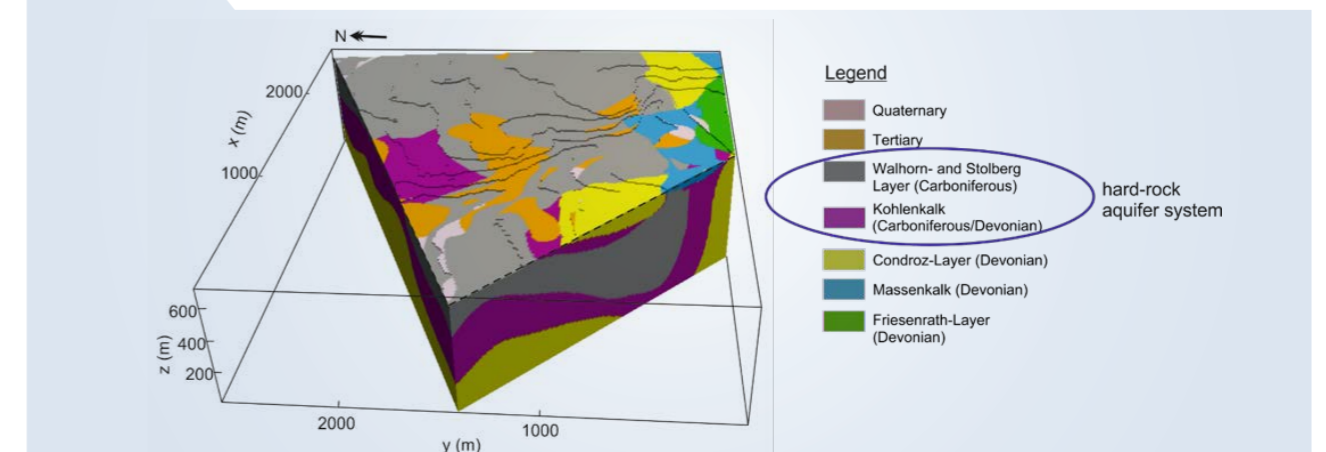 N
2000
x (m)
1000
600
z (m)
400
200
2000
1000
y (m)
Legend
Quaternary
Tertiary
Walhorn- and Stolberg
Layer (Carboniferous)
Kohlenkalk
(Carboniferous/Devonian)
hard-rock
aquifer system
Condroz-Layer (Devonian)
Massenkalk (Devonian)
Friesenrath-Layer
(Devonian)